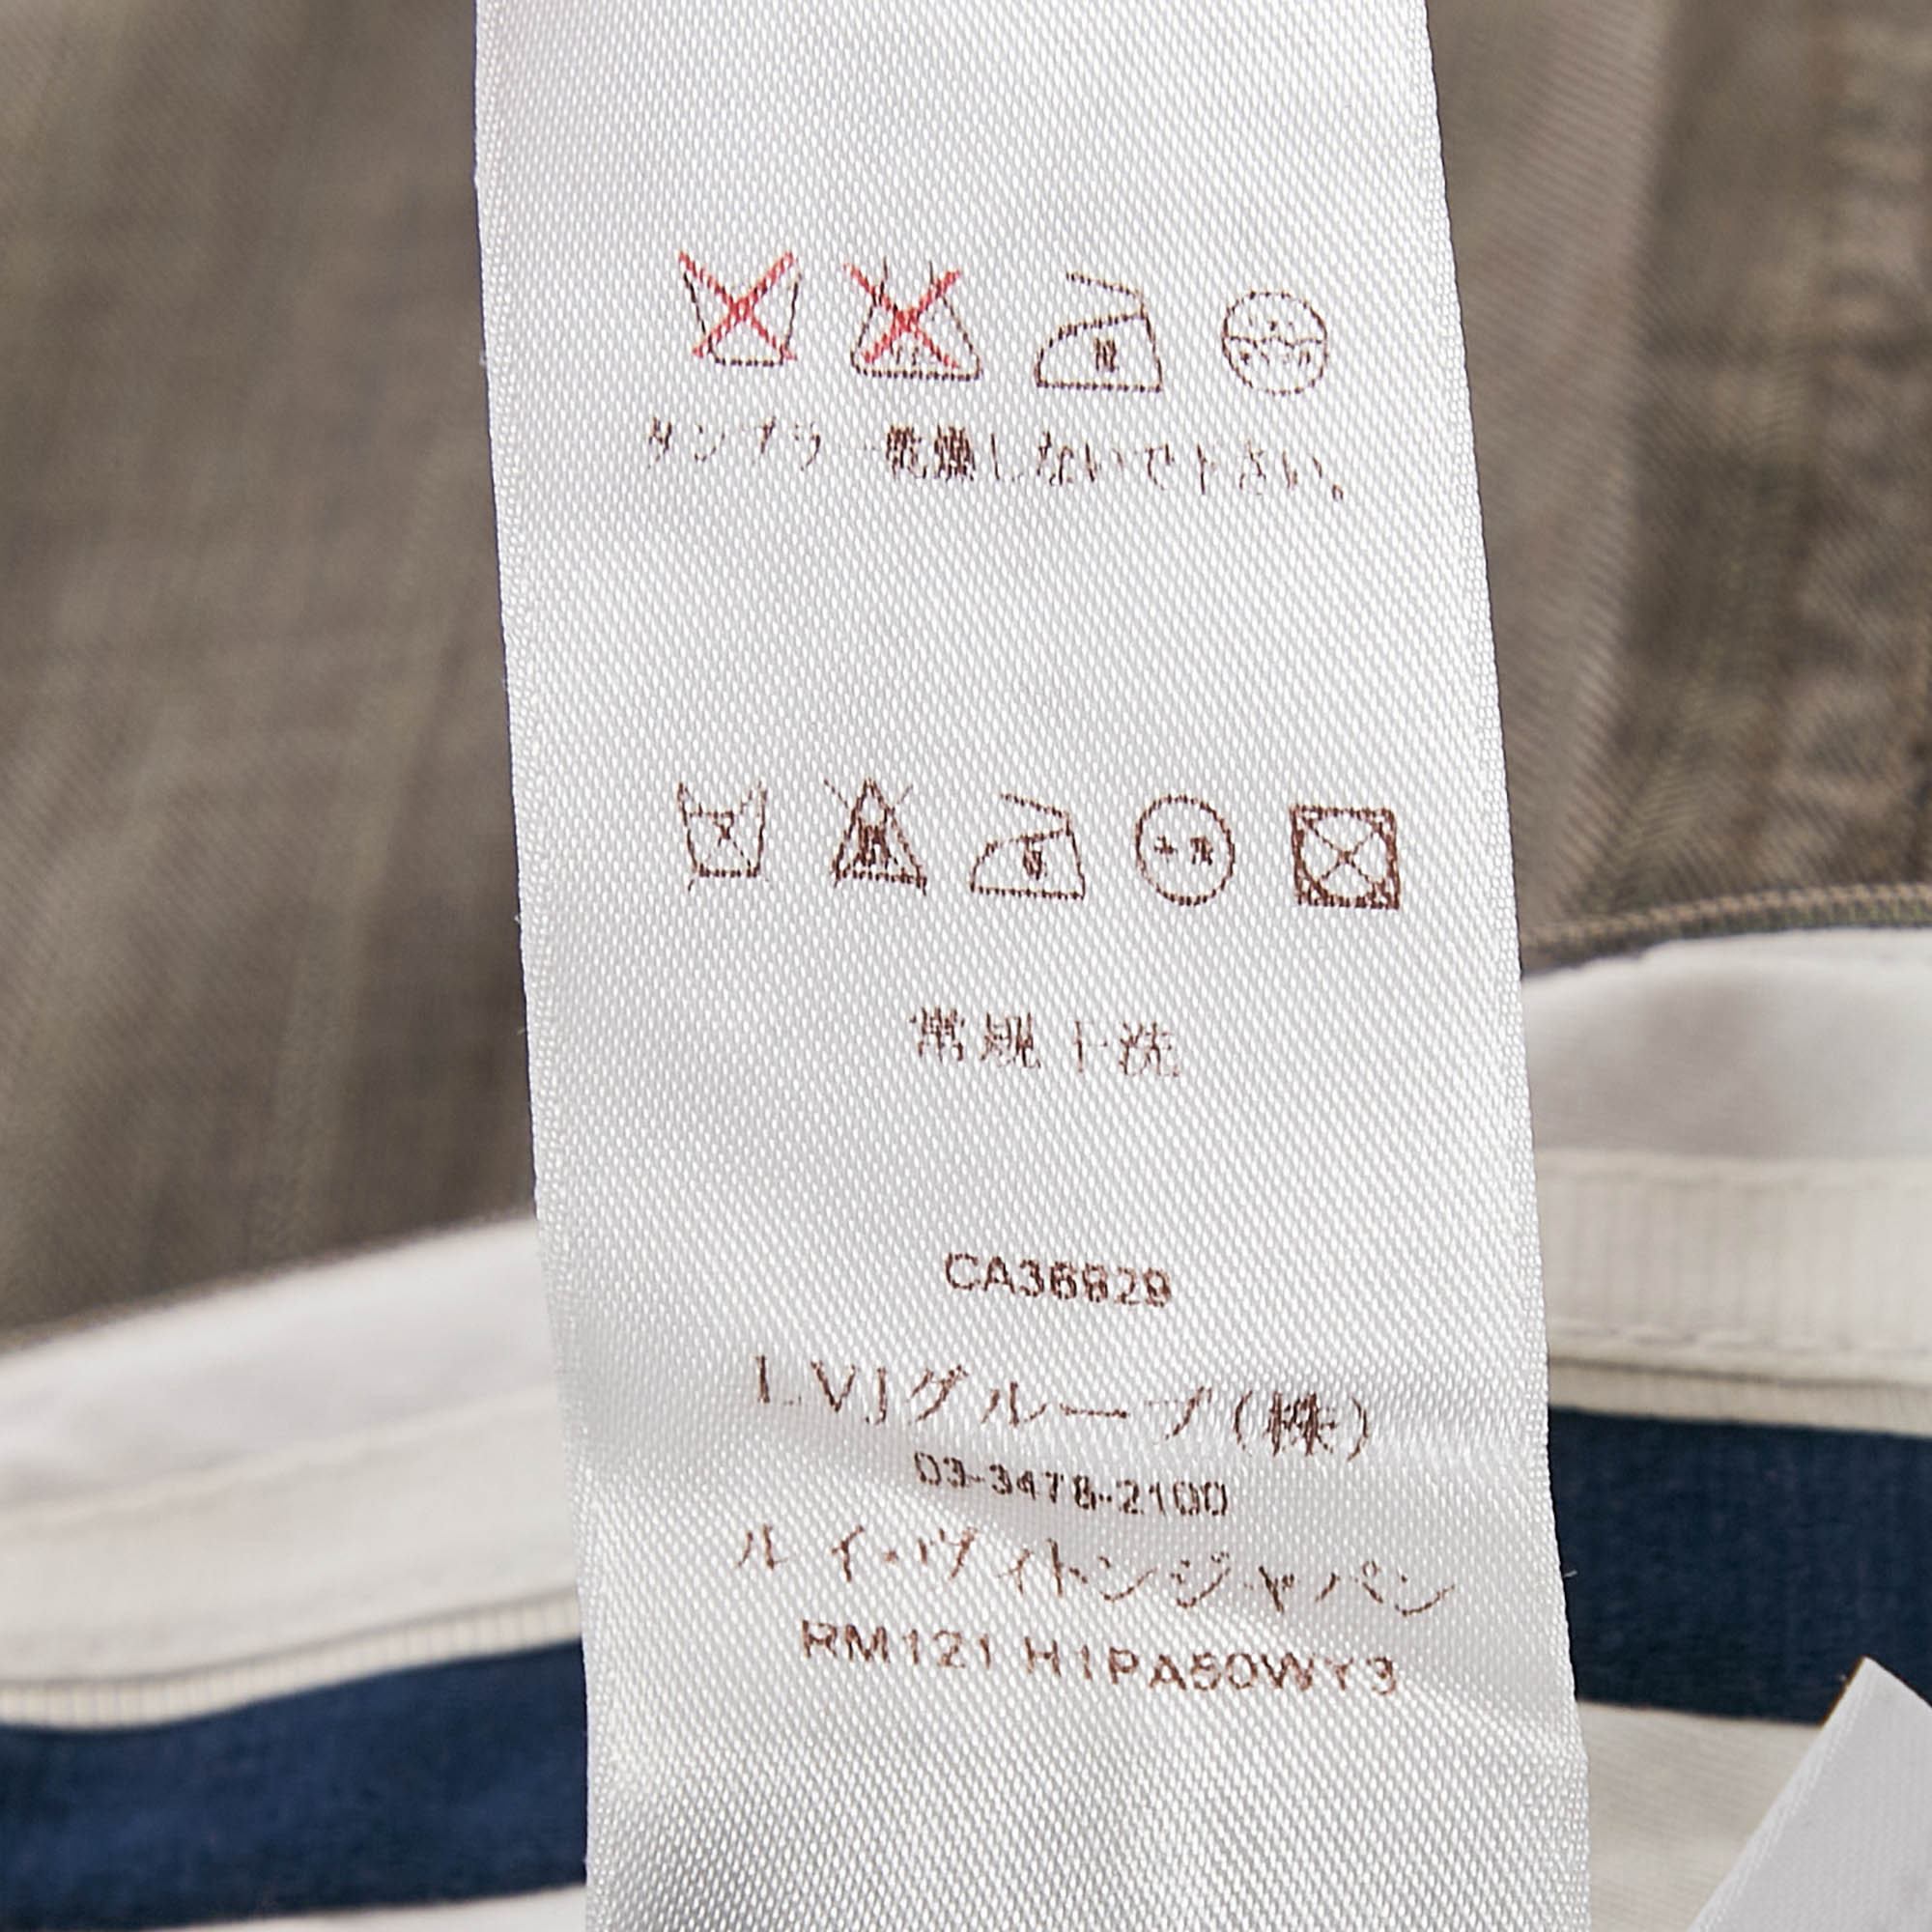 タンブラー乾燥しないで下さい。
常规干洗
CA36829
LVJグループ(株)
03-3478-2100
ルイ・ヴィトンジャパン
RM121 H1PA50WY3